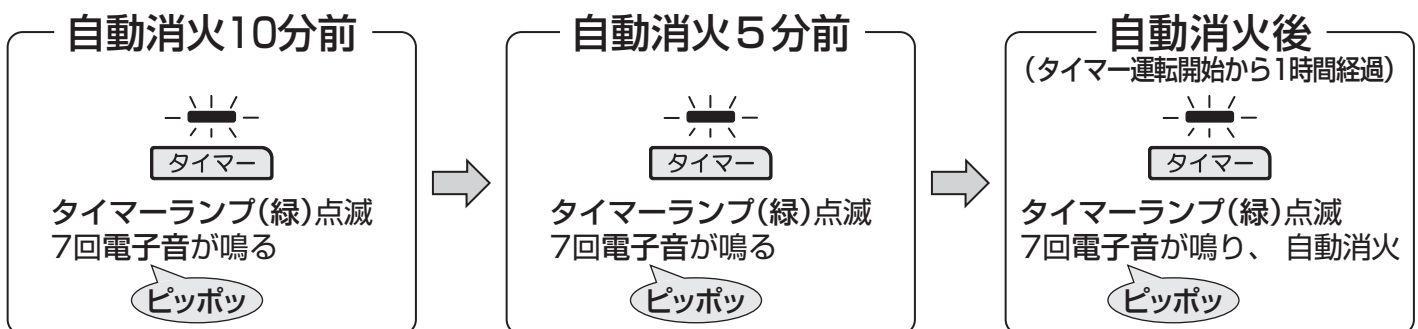 自動消火10分前
タイマー
タイマーランプ(緑)点滅
7回電子音が鳴る
ピッポッ
自動消火5分前
タイマー
タイマーランプ(緑)点滅
7回電子音が鳴る
ピッポッ
自動消火後
(タイマー運転開始から1時間経過)
タイマー
タイマーランプ(緑)点滅
7回電子音が鳴り、 自動消火
ピッポッ